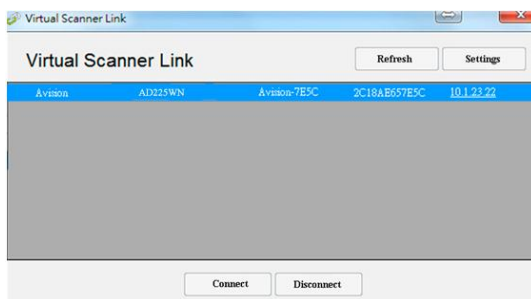 Virtual Scanner Link
Virtual Scanner Link
Refresh
Settings
Avision AD225WN Avision-7E5C 2C18AE657E5C 10.1.23.22
Connect
Disconnect